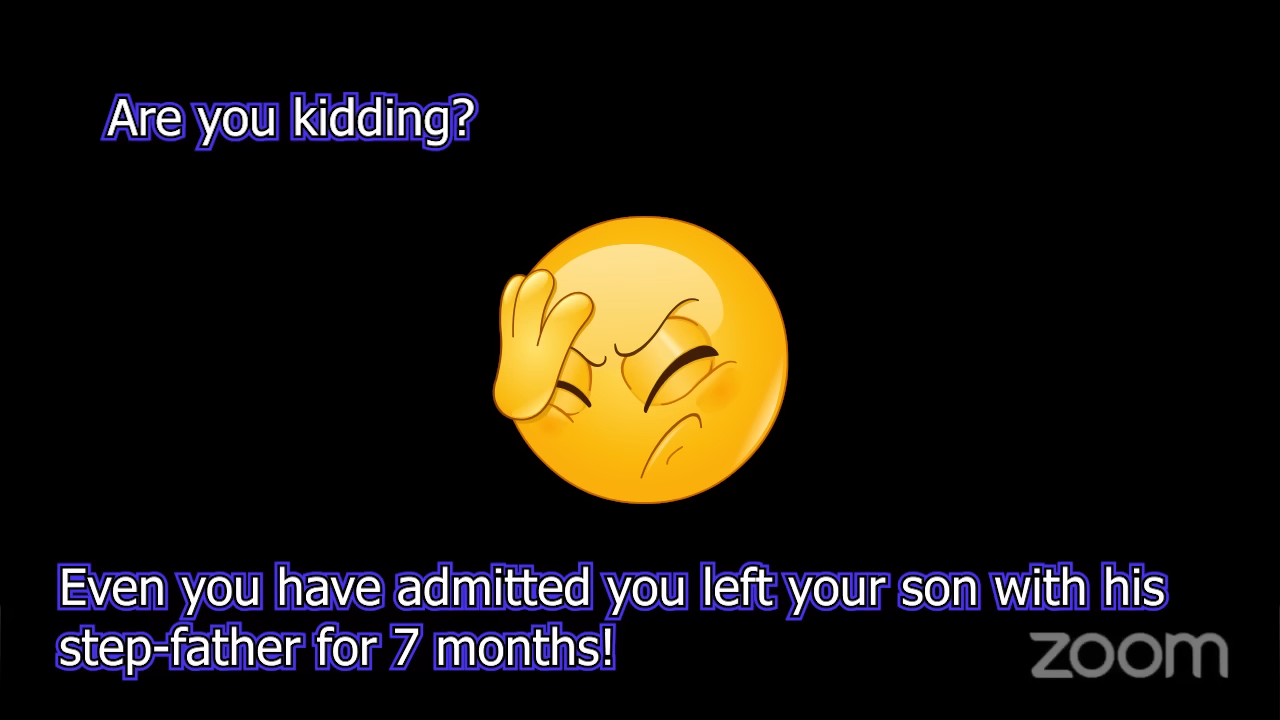 Are you kidding?
Even you have admitted you left your son with his
step-father for 7 months!
zoom